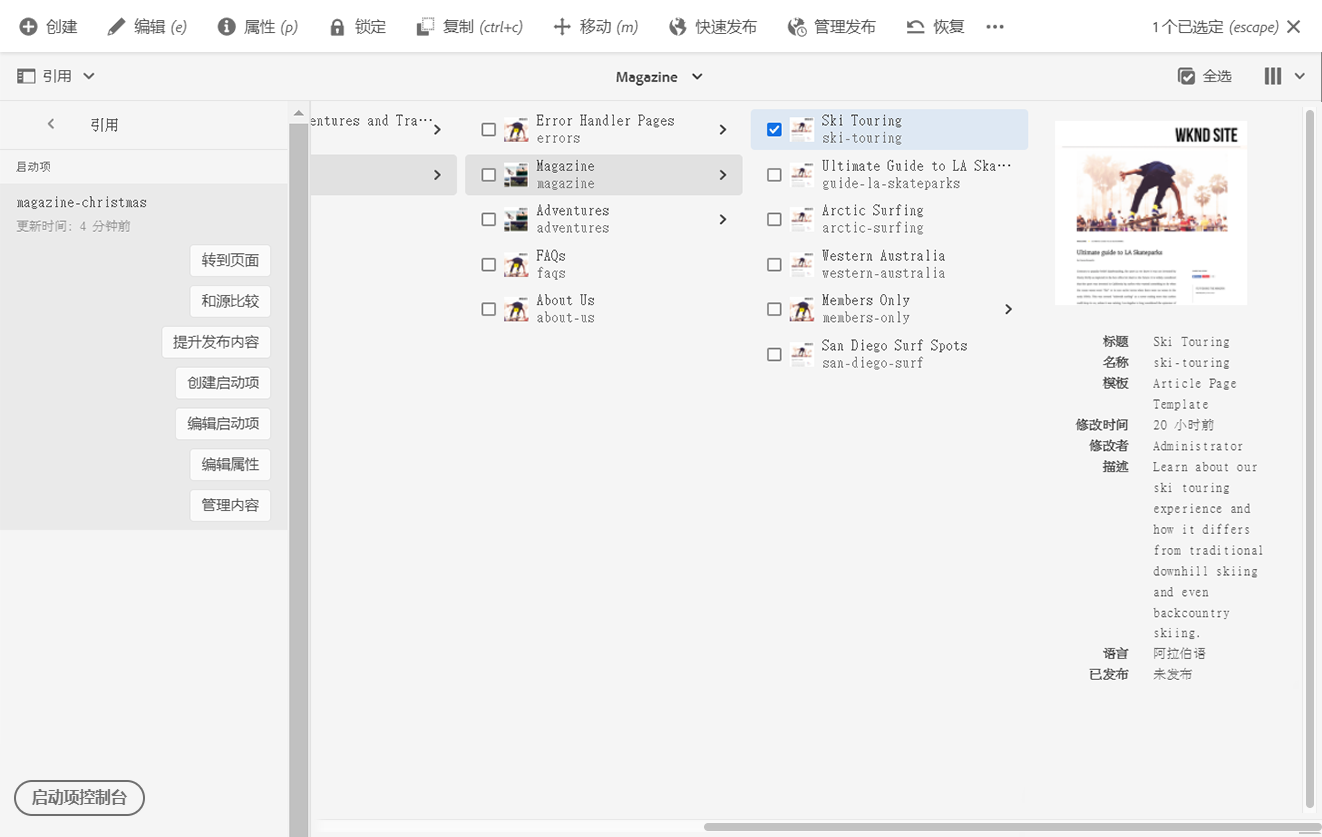 创建 编辑 (e) 属性 (p) 锁定 复制 (ctrl+c) 移动 (m) 快速发布 管理发布 恢复 1 个已选定 (escape)
引用 Magazine 全选
引用
启动项
magazine-christmas
更新时间: 4 分钟前
转到页面
和源比较
提升发布内容
创建启动项
编辑启动项
编辑属性
管理内容
启动项控制台
entures and Tra···
Error Handler Pages
errors
Magazine
magazine
Adventures
adventures
FAQs
faqs
About Us
about-us
Ski Touring
ski-touring
Ultimate Guide to LA Ska···
guide-la-skateparks
Arctic Surfing
arctic-surfing
Western Australia
western-australia
Members Only
members-only
San Diego Surf Spots
san-diego-surf
WKND SITE
Ultimate guide to LA Skateparks
标题 Ski Touring
名称 ski-touring
模板 Article Page
Template
修改时间 20 小时前
修改者 Administrator
描述 Learn about our
ski touring
experience and
how it differs
from traditional
downhill skiing
and even
backcountry
skiing.
语言 阿拉伯语
已发布 未发布